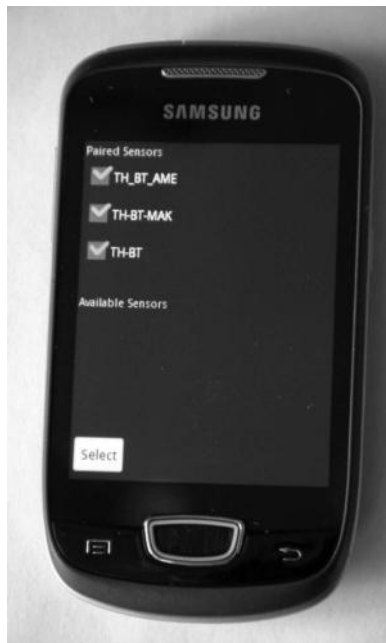 SAMSUNG
Paired Sensors
TH_BT_AME
TH-BT-MAK
TH-BT
Available Sensors
Select